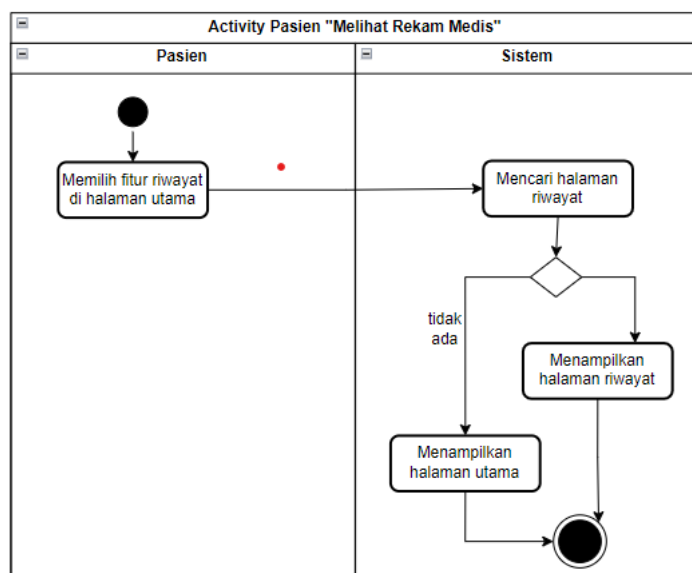 Activity Pasien "Melihat Rekam Medis"
Pasien
Sistem
Memilih fitur riwayat
di halaman utama
Mencari halaman
riwayat
tidak
ada
Menampilkan
halaman riwayat
Menampilkan
halaman utama